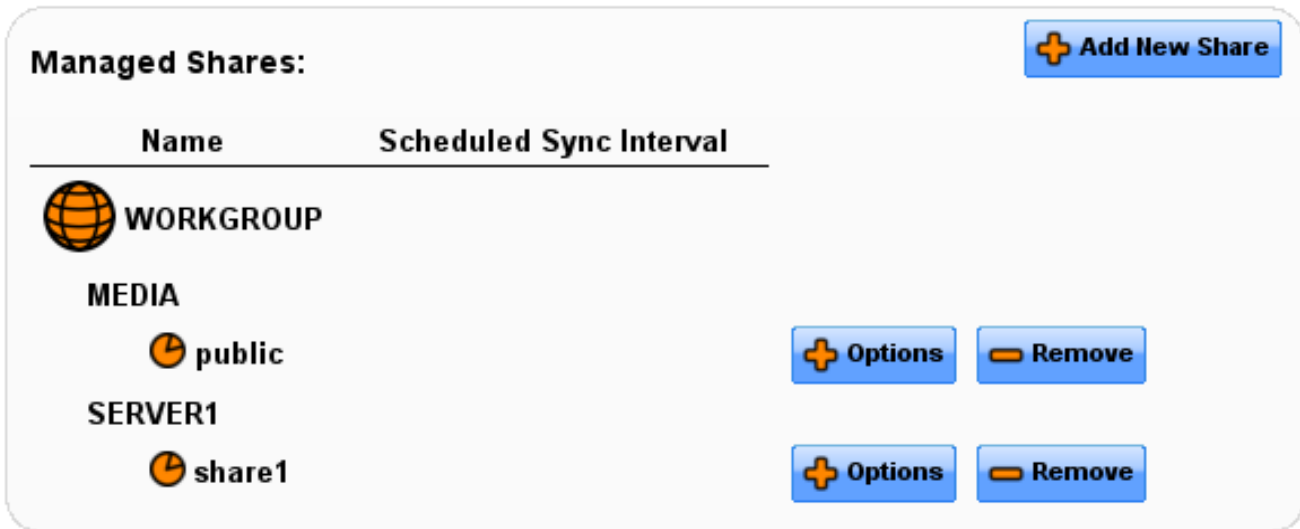 Managed Shares:
Add New Share
Name Scheduled Sync Interval
WORKGROUP
MEDIA
public Options Remove
SERVER1
share1 Options Remove